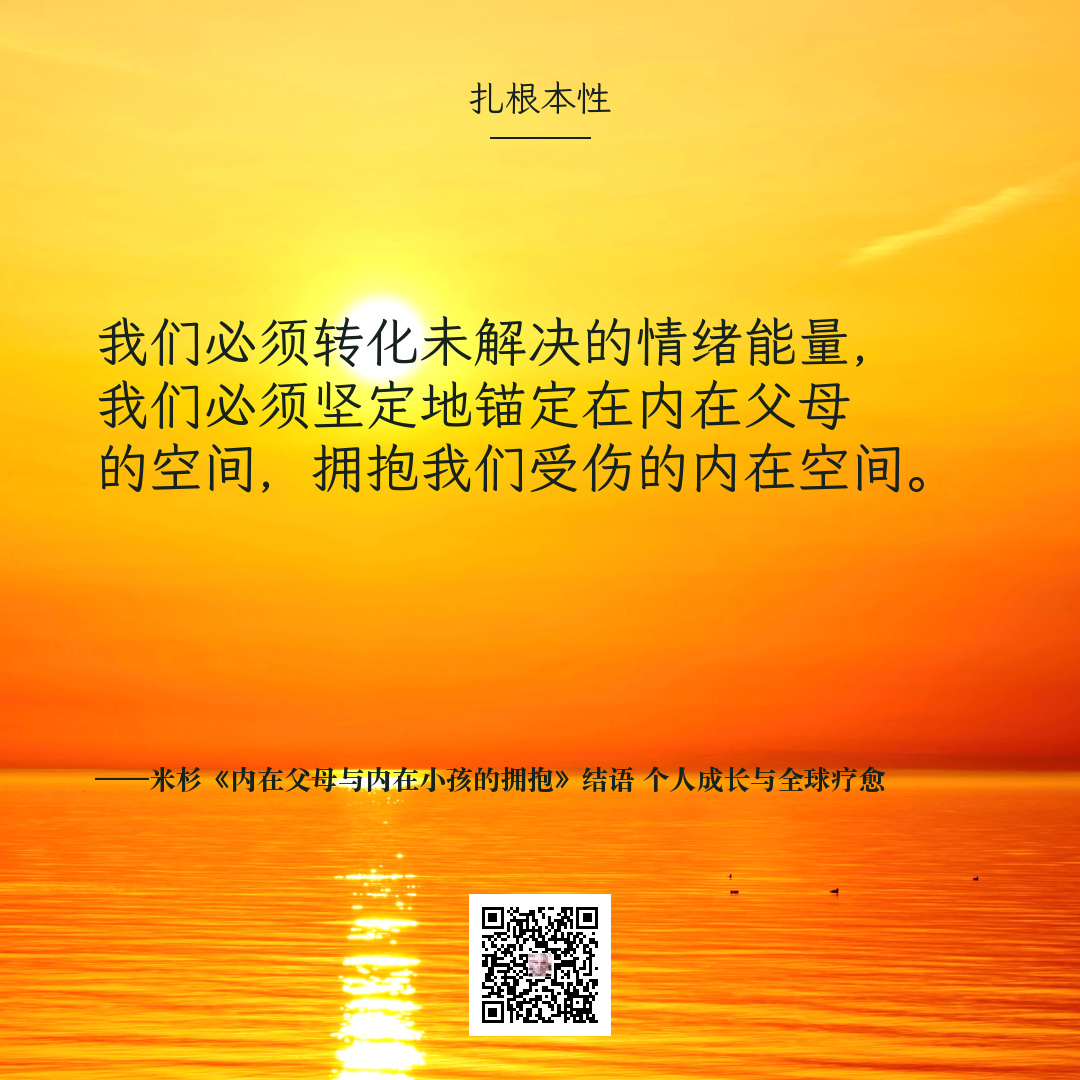 扎根本性
我们必须转化未解决的情绪能量，
我们必须坚定地锚定在内在父母
的空间，拥抱我们受伤的内在空间。
——米杉《内在父母与内在小孩的拥抱》结语 个人成长与全球疗愈